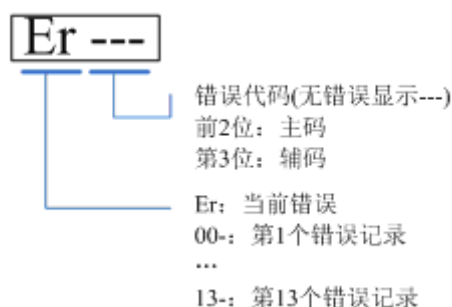 Er ---
错误代码(无错误显示---)
前2位：主码
第3位：辅码
Er：当前错误
00-：第1个错误记录
...
13-：第13个错误记录